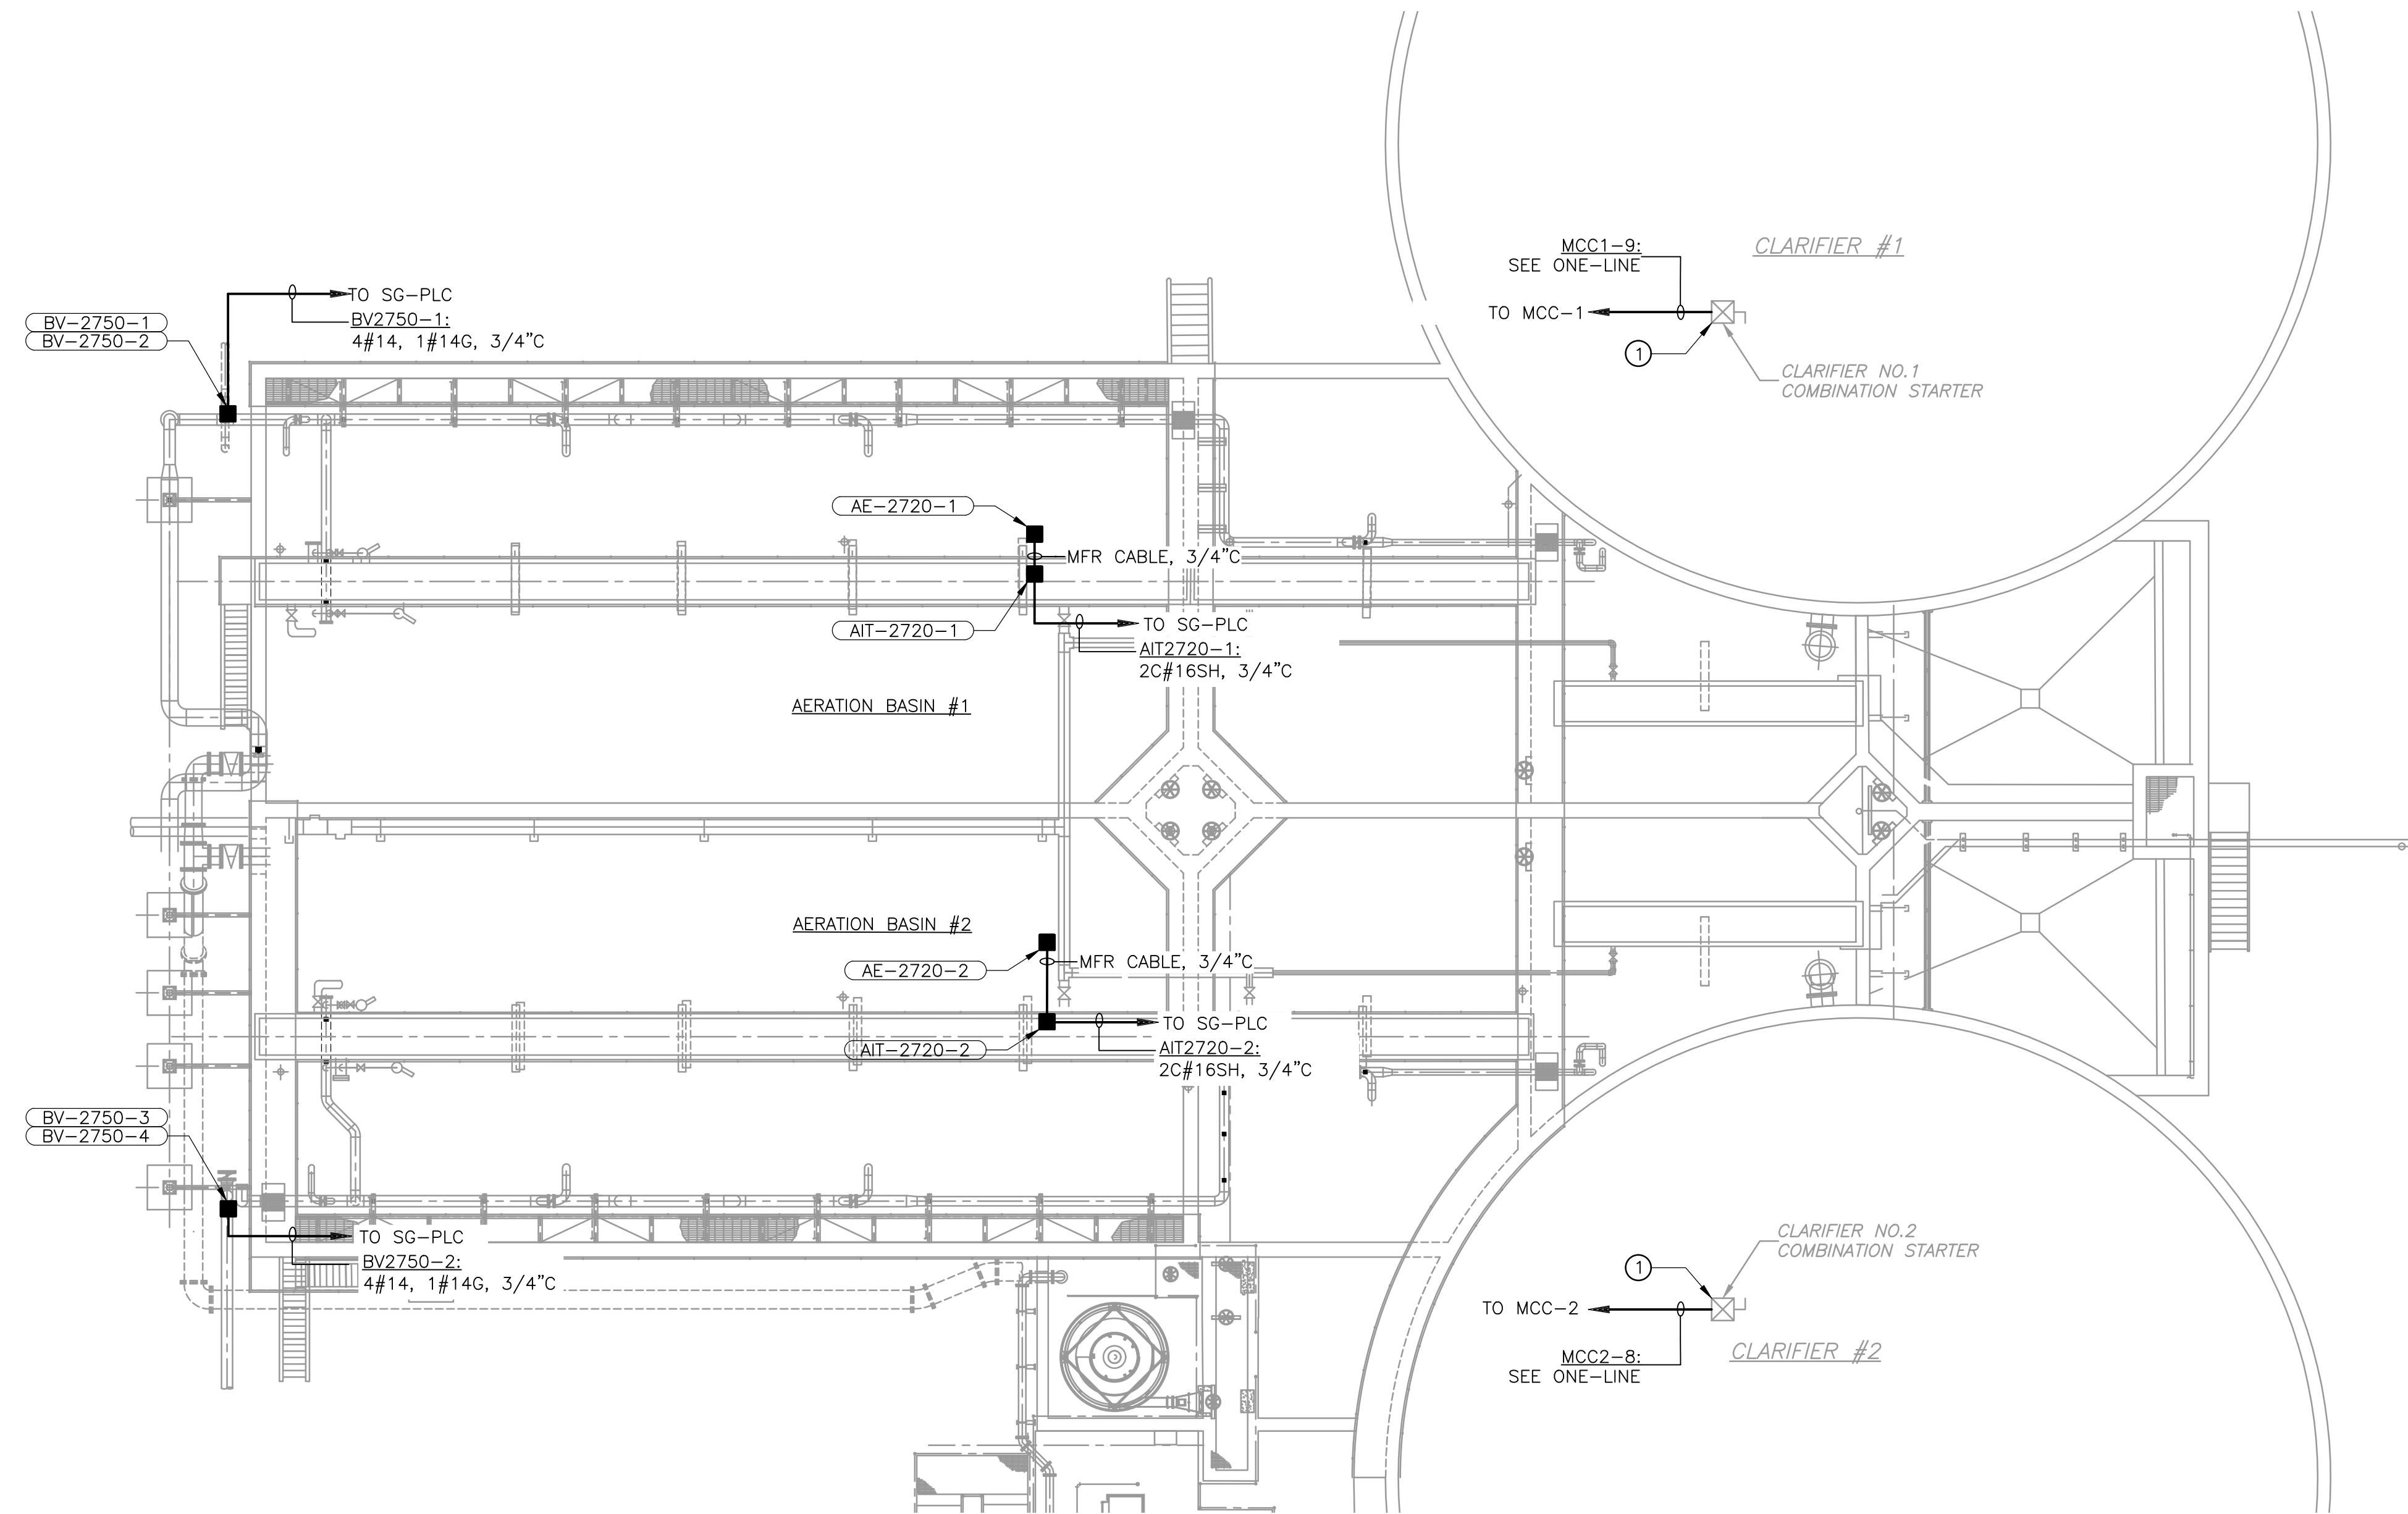 MCC1-9:
SEE ONE-LINE
CLARIFIER #1
TO MCC-1
1
CLARIFIER NO.1
COMBINATION STARTER
TO SG-PLC
BV2750-1:
4#14, 1#14G, 3/4"C
BV-2750-1
BV-2750-2
AE-2720-1
MFR CABLE, 3/4"C
AIT-2720-1
TO SG-PLC
AIT2720-1:
2C#16SH, 3/4"C
AERATION BASIN #1
AERATION BASIN #2
AE-2720-2
MFR CABLE, 3/4"C
AIT-2720-2
TO SG-PLC
AIT2720-2:
2C#16SH, 3/4"C
BV-2750-3
BV-2750-4
TO SG-PLC
BV2750-2:
4#14, 1#14G, 3/4"C
CLARIFIER NO.2
COMBINATION STARTER
1
TO MCC-2
CLARIFIER #2
MCC2-8:
SEE ONE-LINE